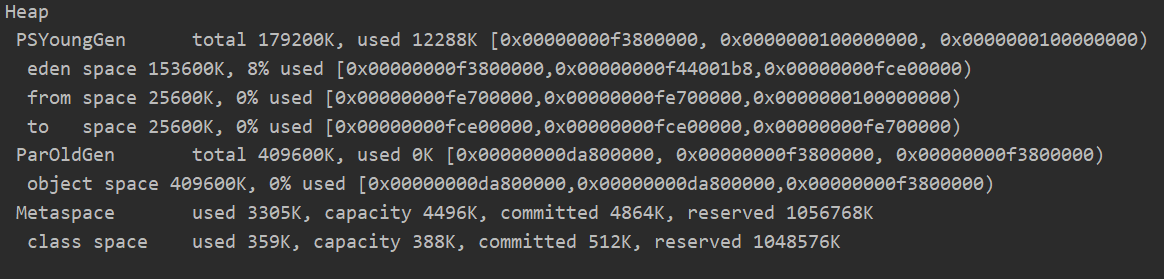 Heap
PSYoungGen total 179200K, used 12288K [0x00000000f3800000, 0x0000000100000000, 0x0000000100000000)
eden space 153600K, 8% used [0x00000000f3800000,0x00000000f44001b8,0x00000000fce00000)
from space 25600K, 0% used [0x00000000fe700000,0x00000000fe700000,0x0000000100000000)
to space 25600K, 0% used [0x00000000fce00000,0x00000000fce00000,0x00000000fe700000)
ParOldGen total 409600K, used 0K [0x00000000da800000, 0x00000000f3800000, 0x00000000f3800000)
object space 409600K, 0% used [0x00000000da800000,0x00000000da800000,0x00000000f3800000)
Metaspace used 3305K, capacity 4496K, committed 4864K, reserved 1056768K
class space used 359K, capacity 388K, committed 512K, reserved 1048576K